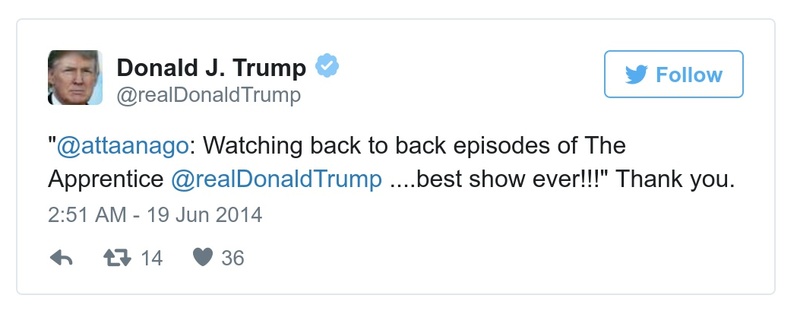 Donald J. Trump
@realDonaldTrump
Follow
"@attaanago: Watching back to back episodes of The
Apprentice @realDonaldTrump ....best show ever!!!" Thank you.
2:51 AM - 19 Jun 2014
14 36